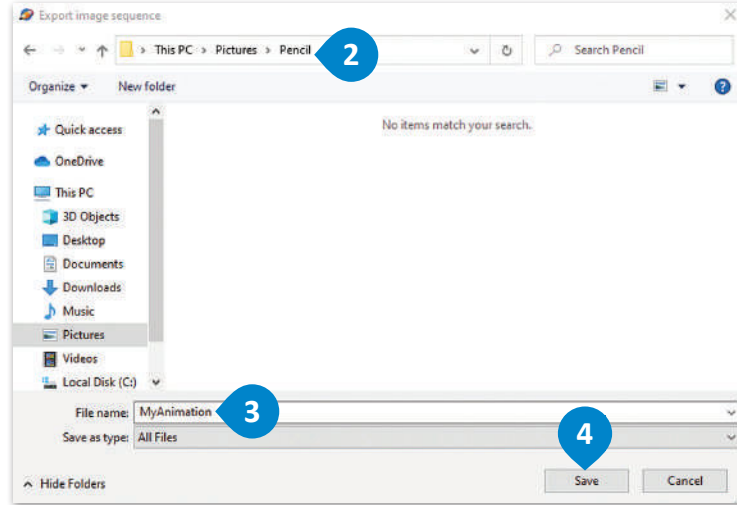 Export image sequence
This PC > Pictures > Pencil
2
Search Pencil
Organize
New folder
Quick access
OneDrive
This PC
3D Objects
Desktop
Documents
Downloads
Music
Pictures
Videos
Local Disk (C:)
No items match your search.
File name: MyAnimation
3
Save as type: All Files
4
Hide Folders
Save
Cancel